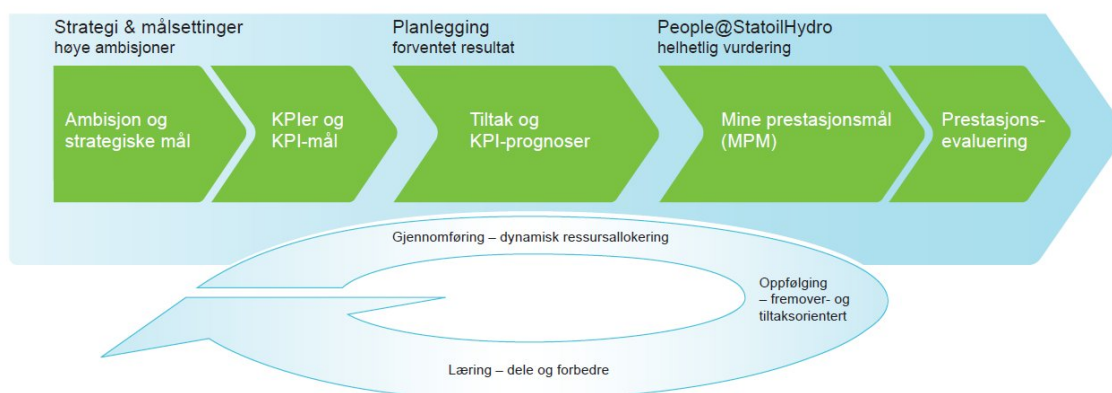 Strategi & målsettinger
høye ambisjoner
Planlegging
forventet resultat
People@StatoilHydro
helhetlig vurdering
Ambisjon og
strategiske mål
KPIer og
KPI-mål
Tiltak og
KPI-prognoser
Mine prestasjonsmål
(MPM)
Prestasjons-
evaluering
Gjennomføring – dynamisk ressursallokering
Oppfølging
– fremover- og
tiltaksorientert
Læring – dele og forbedre